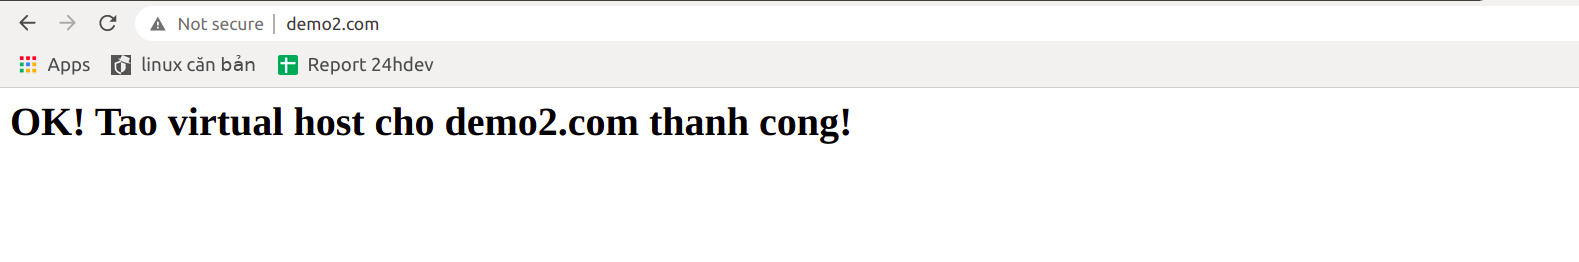 Not secure | demo2.com
Apps linux căn bản Report 24hdev
OK! Tao virtual host cho demo2.com thanh cong!